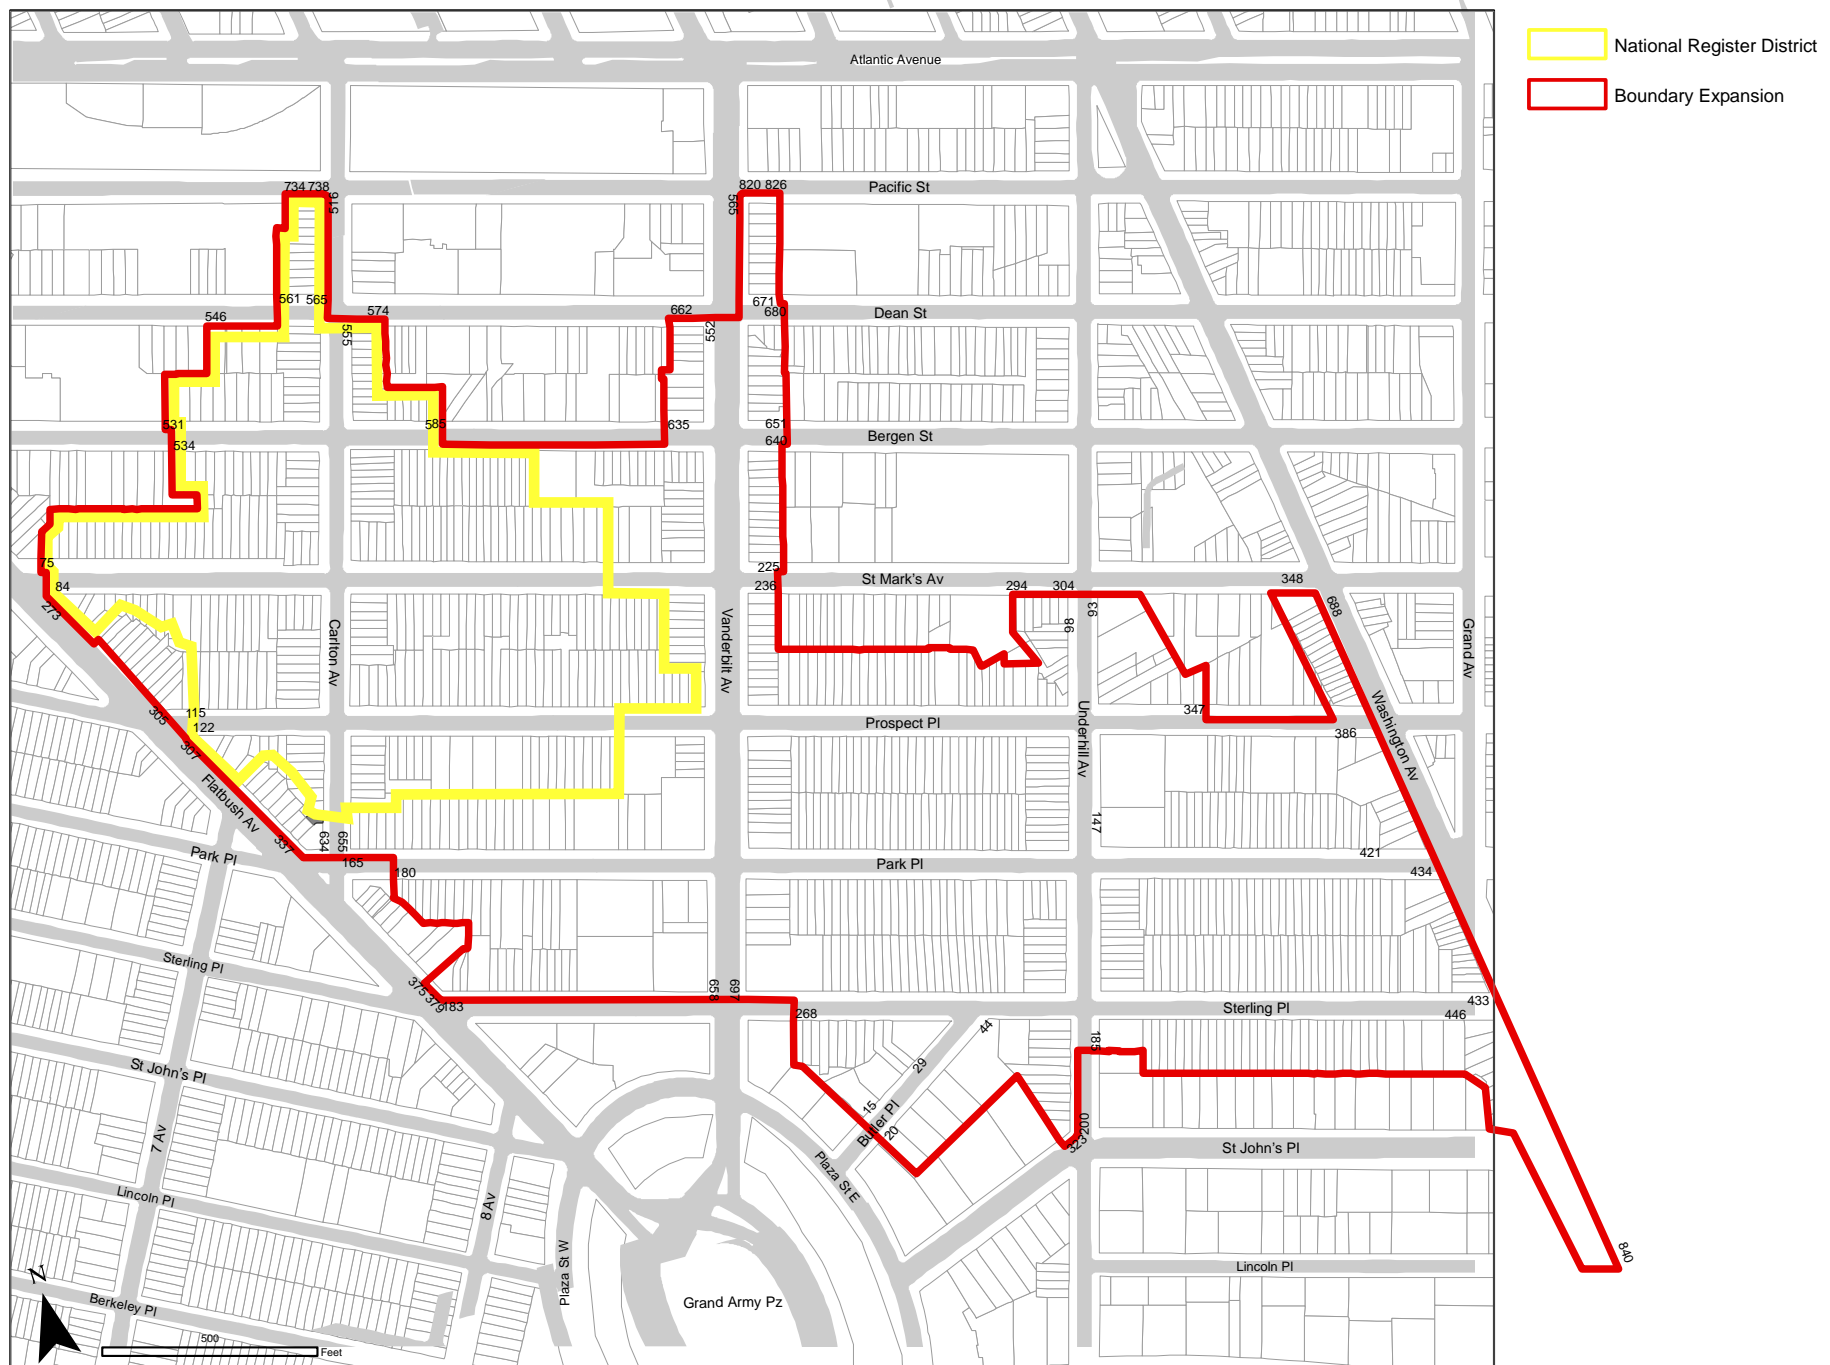 National Register District
Boundary Expansion
Atlantic Avenue
734 738
516
820 826
565
Pacific St
561 565
546
574
555
662
552
671
680
Dean St
531
534
585
635
651
640
Bergen St
75
84
273
225
236
St Mark's Av
294 304
348
93
98
688
Carlton Av
Vanderbilt Av
Grand Av
115
122
305
307
Flatbush Av
Prospect Pl
Underhill Av
347
386
Washington Av
337
634
655
165
180
Park Pl
Park Pl
147
421
434
Sterling Pl
375 379
183
658
697
268
Sterling Pl
433
446
44
29
15
20
Butler Pl
185
200
323
St John's Pl
St John's Pl
7 Av
Plaza St E
Lincoln Pl
8 Av
Plaza St W
Lincoln Pl
840
Grand Army Pz
N
Berkeley Pl
500
Feet